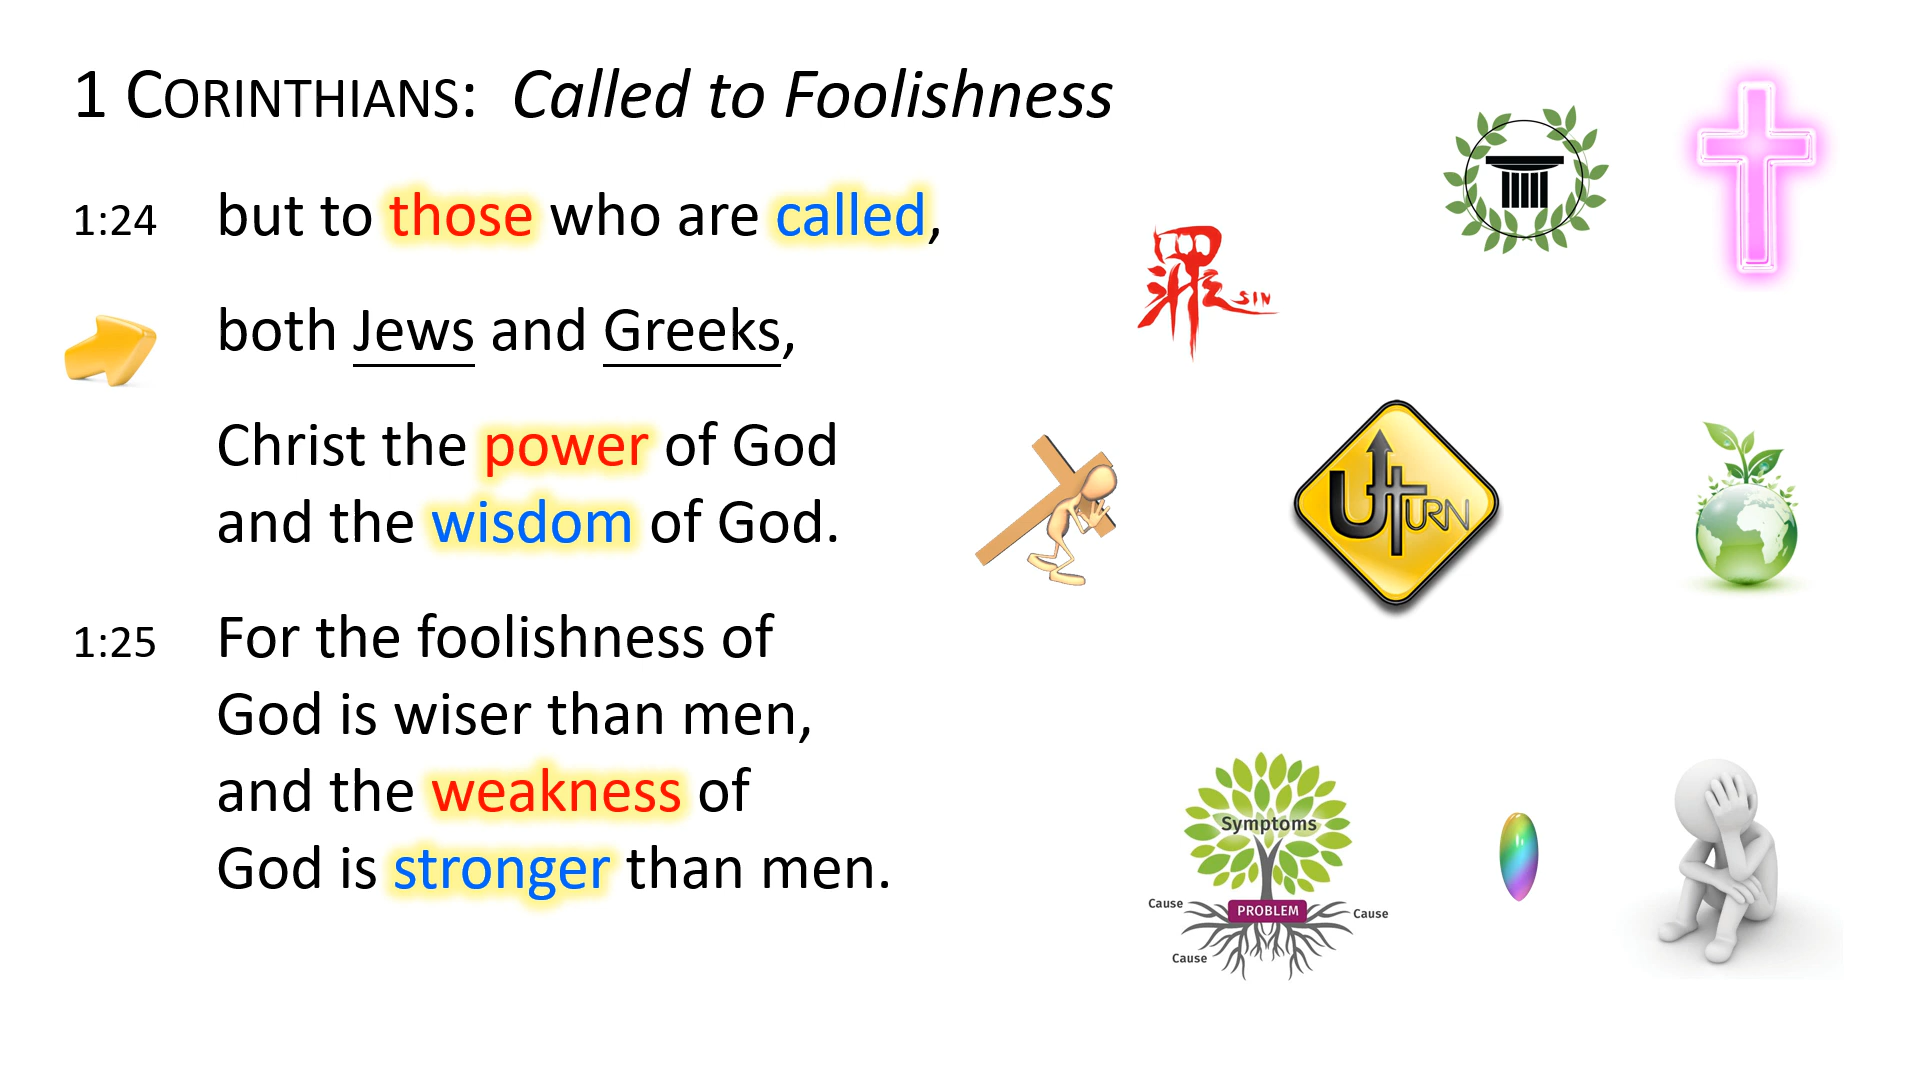 1 CORINTHIANS: Called to Foolishness
1:24 but to those who are called,
both Jews and Greeks,
Christ the power of God
and the wisdom of God.
1:25 For the foolishness of
God is wiser than men,
and the weakness of
God is stronger than men.
罪 SIN
U TURN
Symptoms
PROBLEM
Cause
Cause
Cause